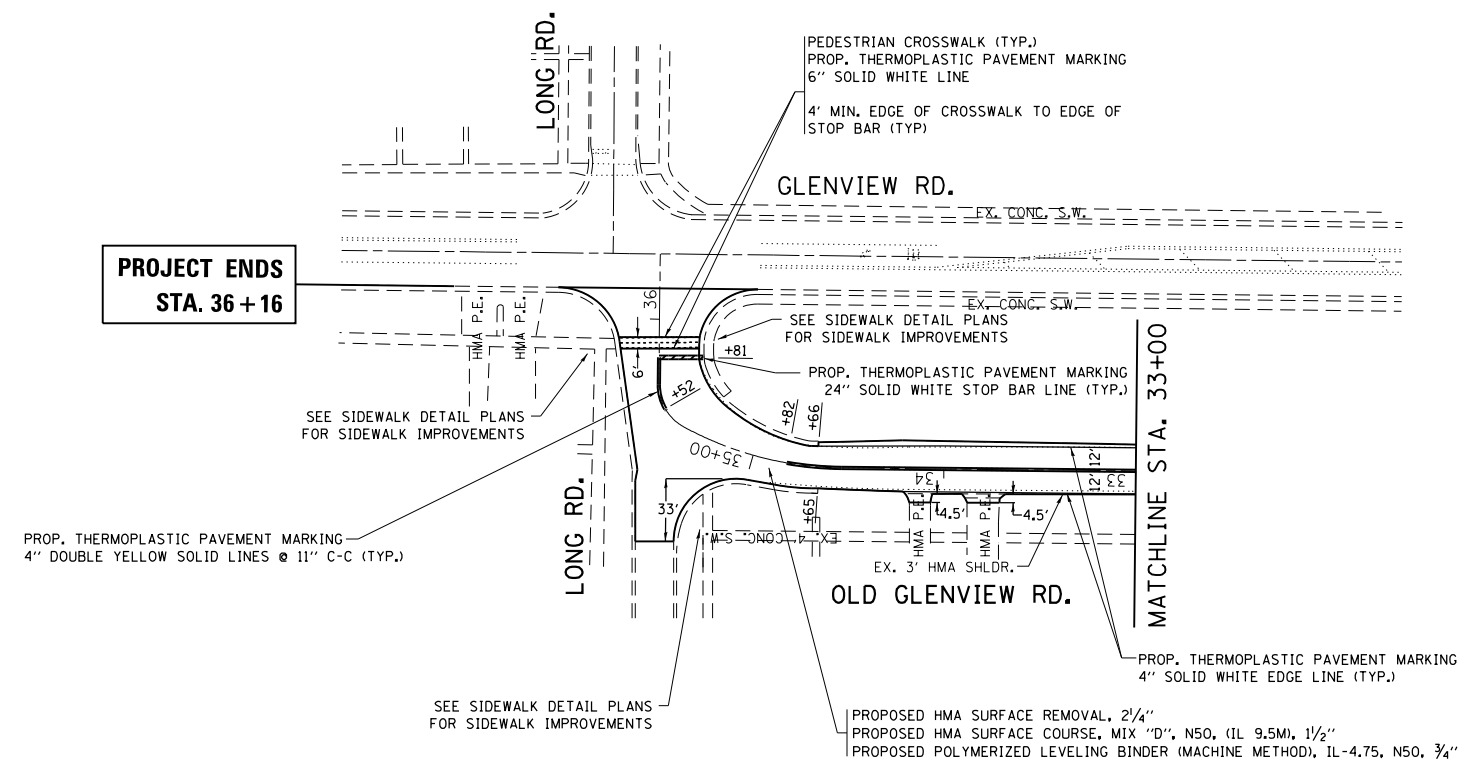 LONG RD.
PEDESTRIAN CROSSWALK (TYP.)
PROP. THERMOPLASTIC PAVEMENT MARKING
6" SOLID WHITE LINE
4' MIN. EDGE OF CROSSWALK TO EDGE OF
STOP BAR (TYP)
GLENVIEW RD.
EX. CONC. S.W.
PROJECT ENDS
STA. 36+16
HMA P.E.
HMA P.E.
36
EX. CONC. S.W.
SEE SIDEWALK DETAIL PLANS
FOR SIDEWALK IMPROVEMENTS
+81
6'
PROP. THERMOPLASTIC PAVEMENT MARKING
24" SOLID WHITE STOP BAR LINE (TYP.)
+52
SEE SIDEWALK DETAIL PLANS
FOR SIDEWALK IMPROVEMENTS
+82
+66
MATCHLINE STA. 33+00
35+00
34
33
12'
12'
33'
+65
HMA P.E.
4.5'
HMA P.E.
4.5'
EX. 4' CONC. S.W.
LONG RD.
PROP. THERMOPLASTIC PAVEMENT MARKING
4" DOUBLE YELLOW SOLID LINES @ 11" C-C (TYP.)
EX. 3' HMA SHLDR.
OLD GLENVIEW RD.
PROP. THERMOPLASTIC PAVEMENT MARKING
4" SOLID WHITE EDGE LINE (TYP.)
SEE SIDEWALK DETAIL PLANS
FOR SIDEWALK IMPROVEMENTS
PROPOSED HMA SURFACE REMOVAL, 2 1/4"
PROPOSED HMA SURFACE COURSE, MIX "D", N50, (IL 9.5M), 1 1/2"
PROPOSED POLYMERIZED LEVELING BINDER (MACHINE METHOD), IL-4.75, N50, 3/4"